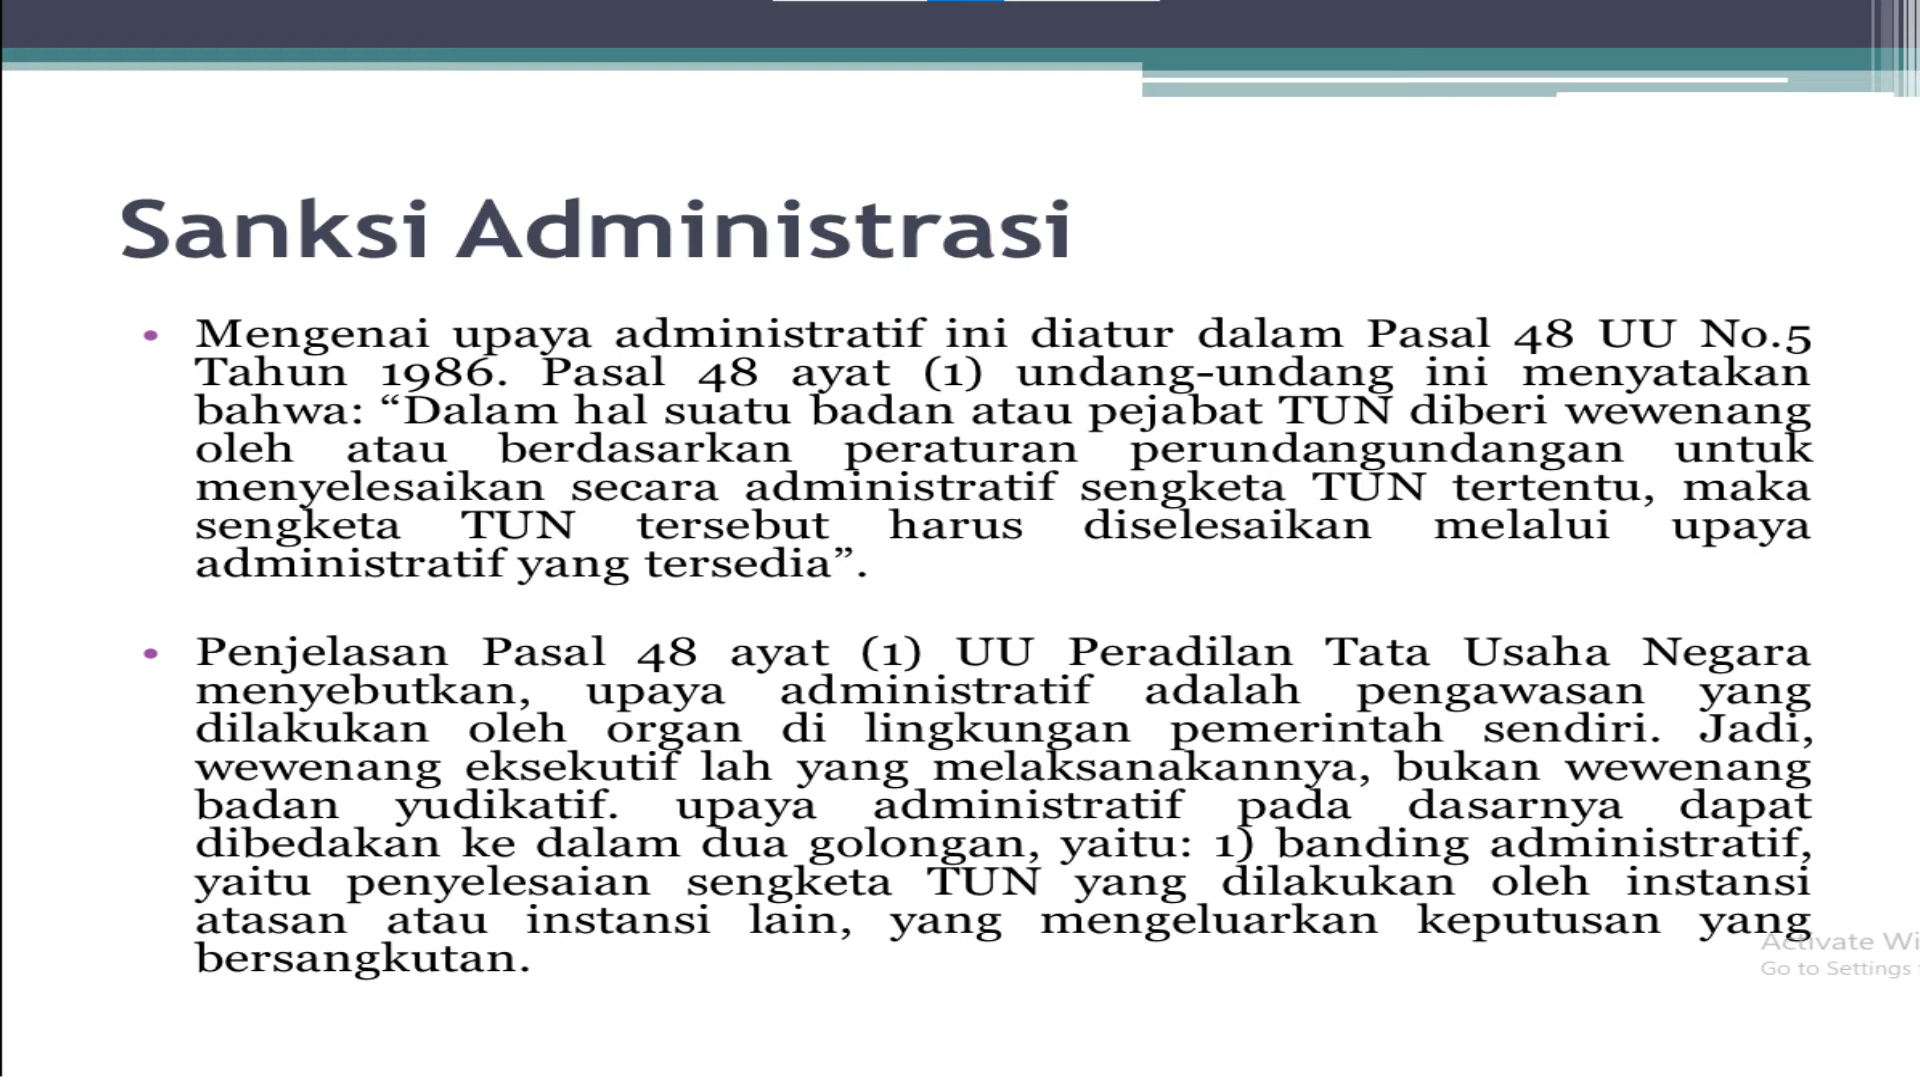 Sanksi Administrasi
• Mengenai upaya administratif ini diatur dalam Pasal 48 UU No.5
Tahun 1986. Pasal 48 ayat (1) undang-undang ini menyatakan
bahwa: “Dalam hal suatu badan atau pejabat TUN diberi wewenang
oleh atau berdasarkan peraturan perundangundangan untuk
menyelesaikan secara administratif sengketa TUN tertentu, maka
sengketa TUN tersebut harus diselesaikan melalui upaya
administratif yang tersedia”.
• Penjelasan Pasal 48 ayat (1) UU Peradilan Tata Usaha Negara
menyebutkan, upaya administratif adalah pengawasan yang
dilakukan oleh organ di lingkungan pemerintah sendiri. Jadi,
wewenang eksekutif lah yang melaksanakannya, bukan wewenang
badan yudikatif. upaya administratif pada dasarnya dapat
dibedakan ke dalam dua golongan, yaitu: 1) banding administratif,
yaitu penyelesaian sengketa TUN yang dilakukan oleh instansi
atasan atau instansi lain, yang mengeluarkan keputusan yang
bersangkutan.
Activate Wi
Go to Settings